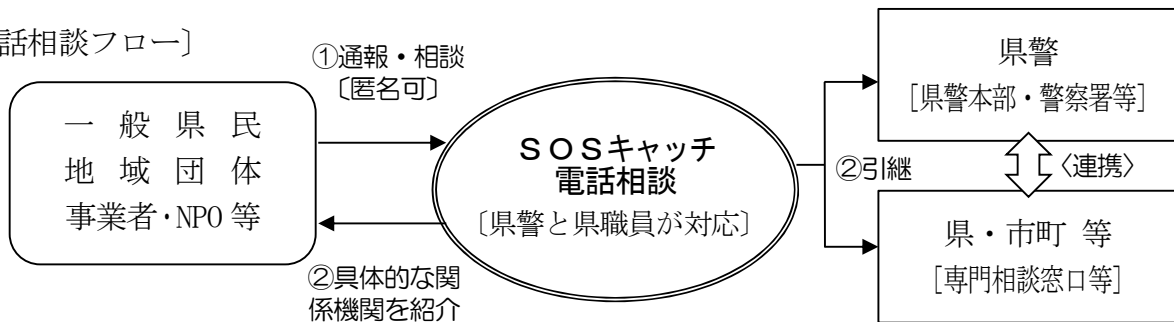 話相談フロー〕
①通報・相談
〔匿名可〕
一般県民
地域団体
事業者・NPO等
②具体的な関
係機関を紹介
SOSキャッチ
電話相談
〔県警と県職員が対応〕
②引継
県警
[県警本部・警察署等]
〈連携〉
県・市町 等
[専門相談窓口等]